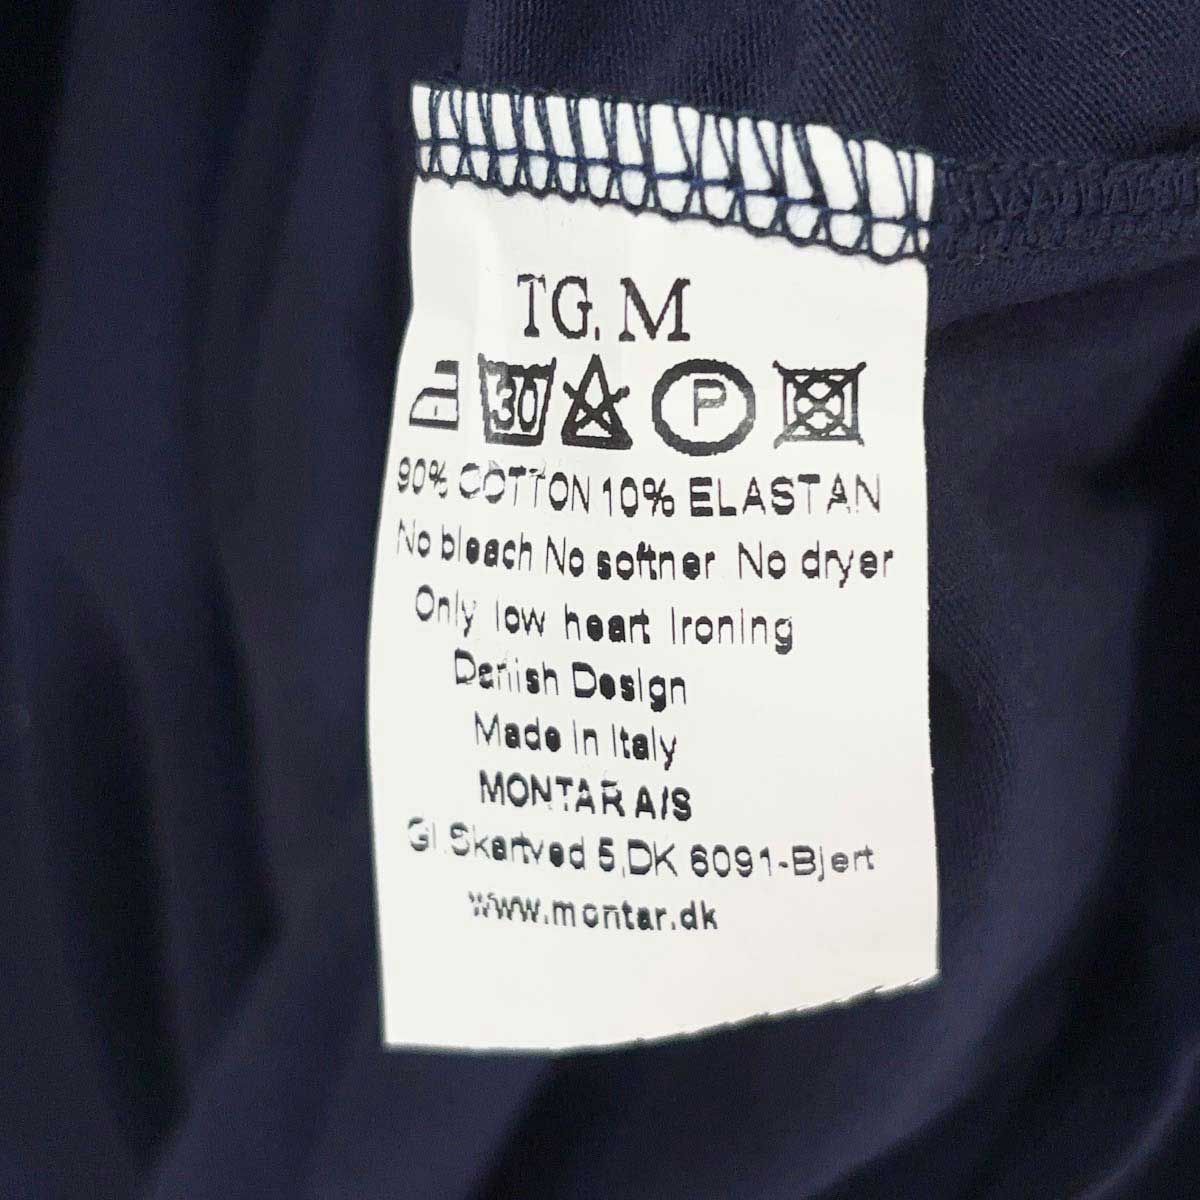 TG. M
30 P
90% COTTON 10% ELASTAN
No bleach No softner No dryer
Only low heart Ironing
Danish Design
Made in Italy
MONTAR A/S
Gl. Skartved 5, DK 6091-Bjert
www.montar.dk